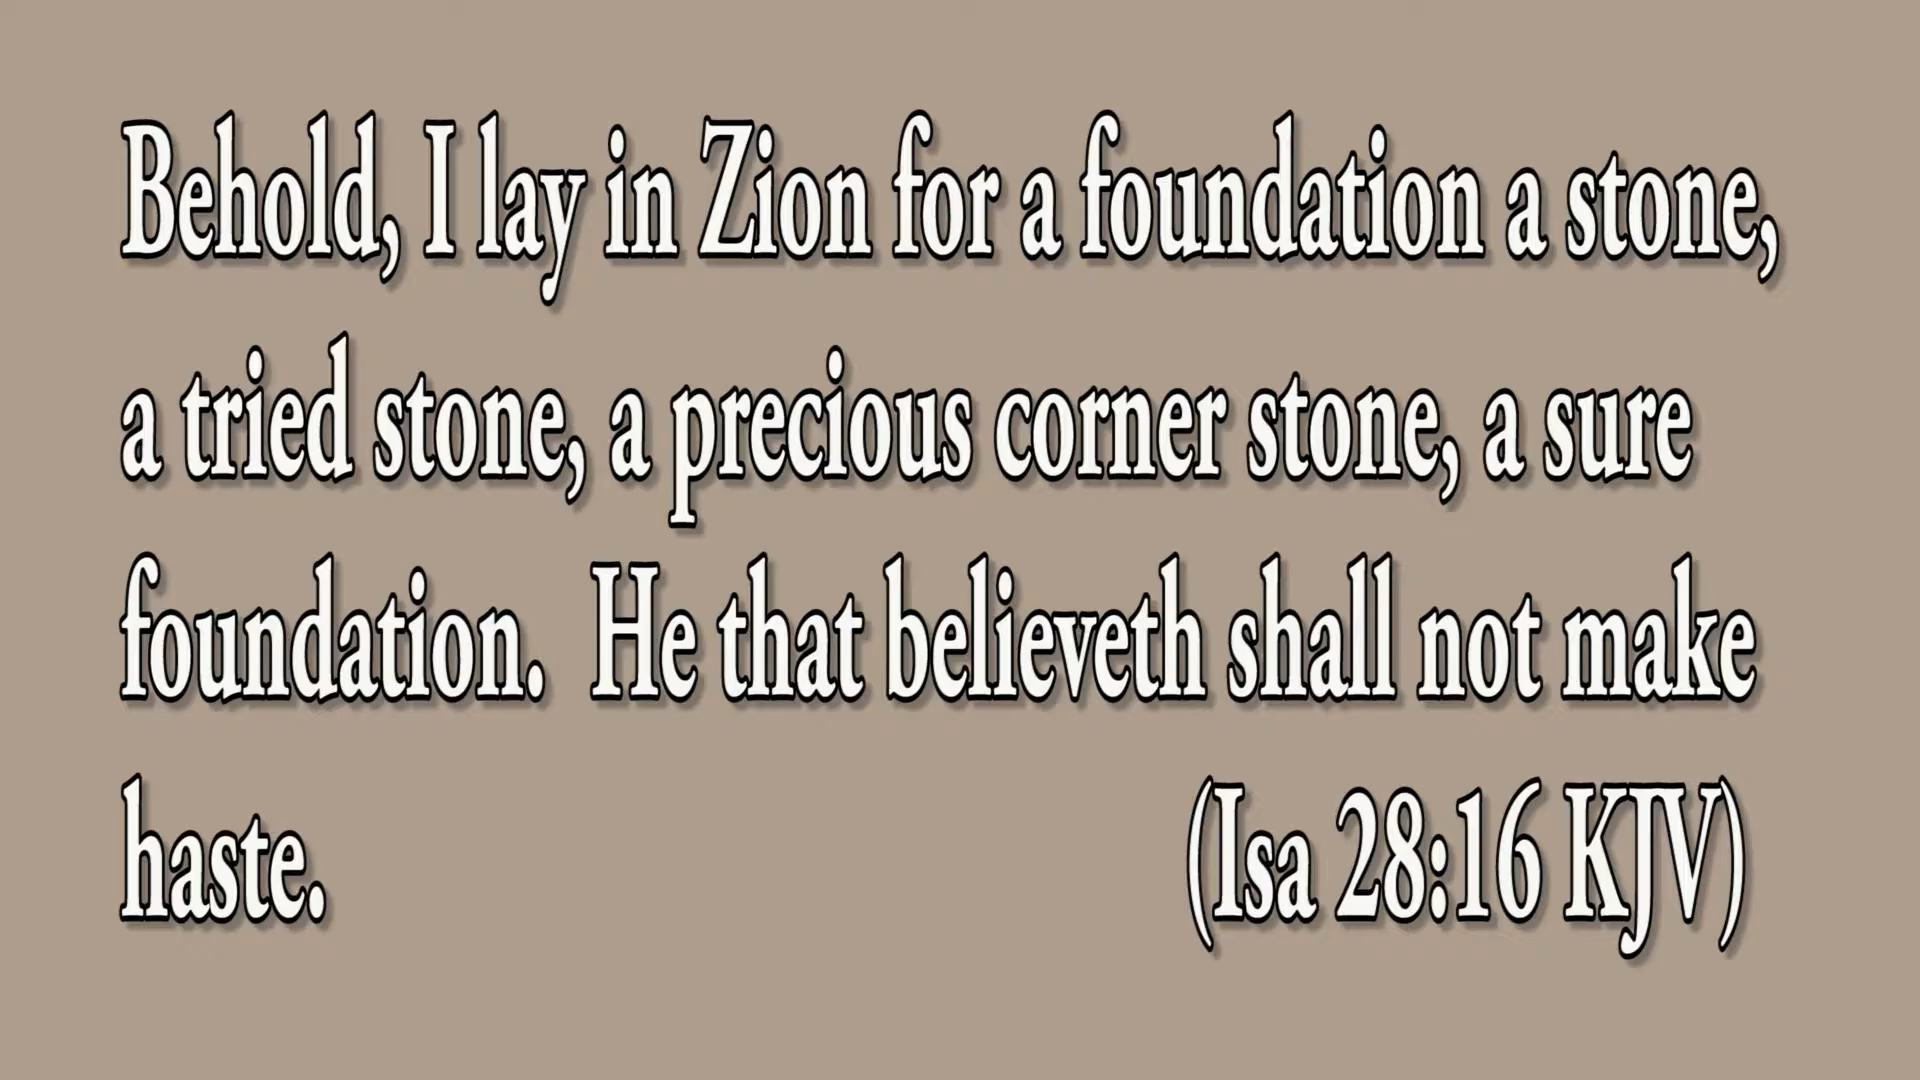 Behold, I lay in Zion for a foundation a stone,
a tried stone, a precious corner stone, a sure
foundation.  He that believeth shall not make
haste. (Isa 28:16 KJV)